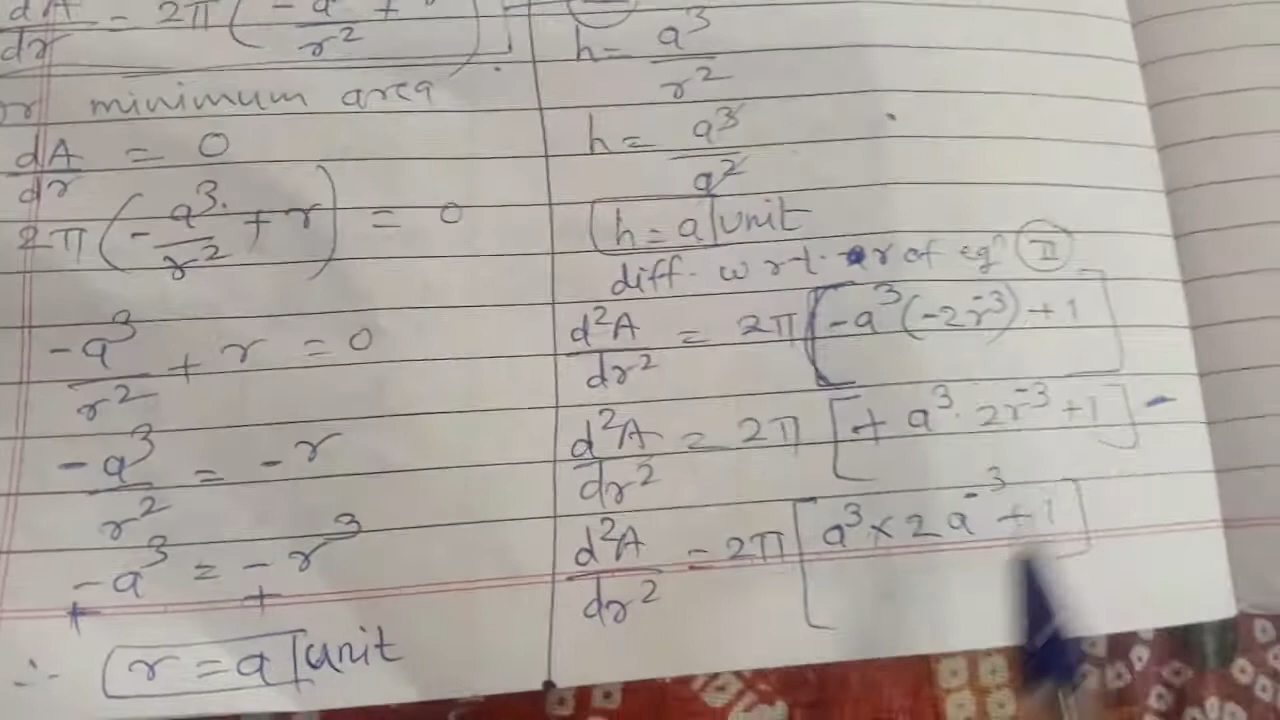 dA/dr = 2π(-a³/r² +
or minimum area
dA/dr = 0
2π(-a³/r² + r) = 0
-a³/r² + r = 0
-a³/r² = -r
-a³ = -r³
+ +
∴ r = a unit
h = a³/r²
h = a³/a²
h = a unit
diff. w r t. r of eqⁿ II
d²A/dr² = 2π[-a³(-2r⁻³) + 1]
d²A/dr² = 2π[+ a³. 2r⁻³ + 1]
d²A/dr² = 2π[a³ × 2a⁻³ + 1]